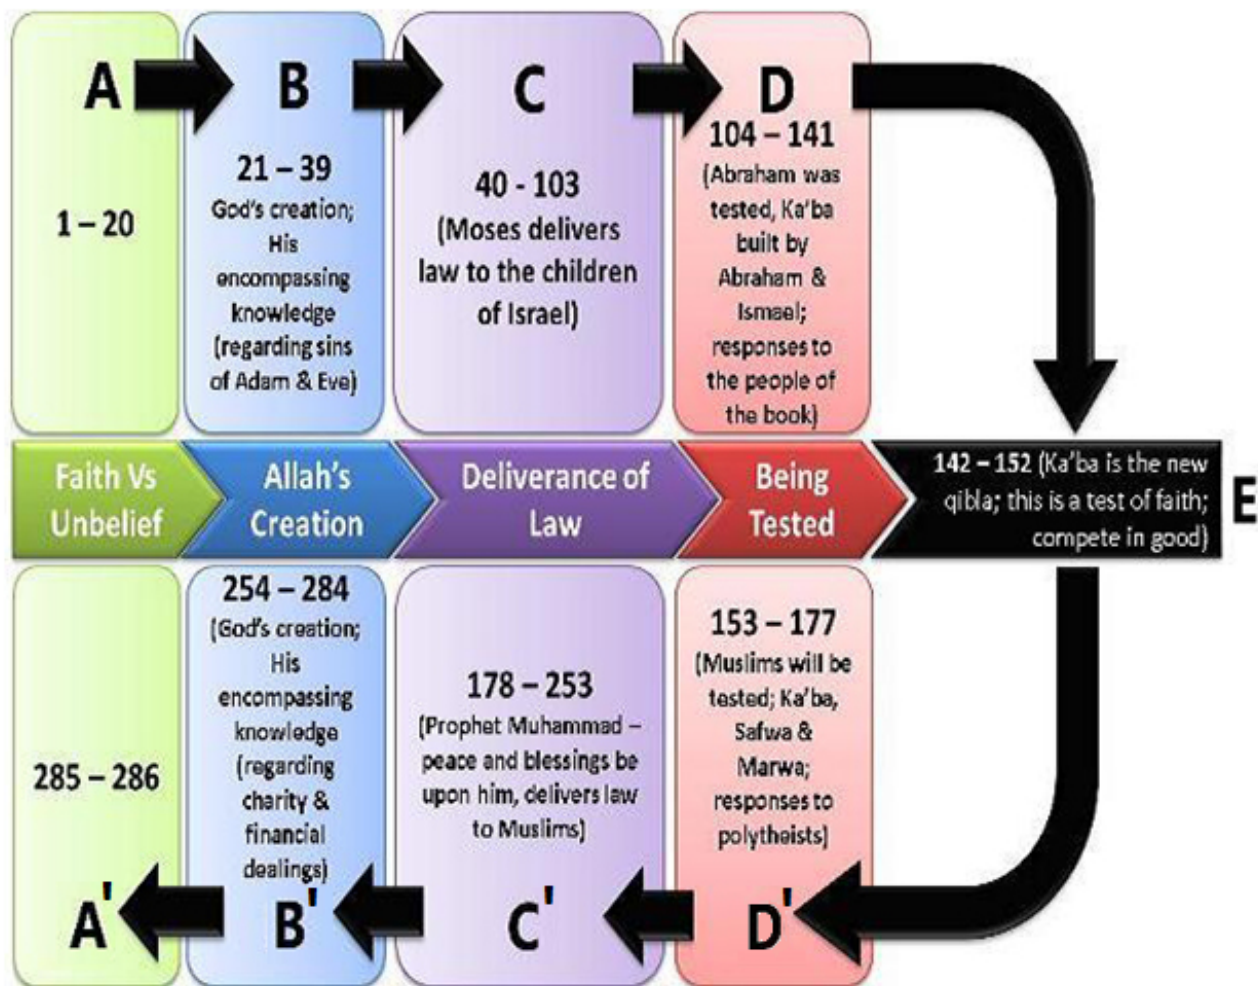 A
1 – 20
B
21 – 39
God's creation;
His
encompassing
knowledge
(regarding sins
of Adam & Eve)
C
40 - 103
(Moses delivers
law to the children
of Israel)
D
104 – 141
(Abraham was
tested, Ka'ba
built by
Abraham &
Ismael;
responses to
the people of
the book)
Faith Vs
Unbelief
Allah's
Creation
Deliverance of
Law
Being
Tested
142 – 152 (Ka'ba is the new
qibla; this is a test of faith;
compete in good)
E
285 – 286
A'
254 – 284
(God's creation;
His
encompassing
knowledge
(regarding
charity &
financial
dealings)
B'
178 – 253
(Prophet Muhammad –
peace and blessings be
upon him, delivers law
to Muslims)
C'
153 – 177
(Muslims will be
tested; Ka'ba,
Safwa &
Marwa;
responses to
polytheists)
D'